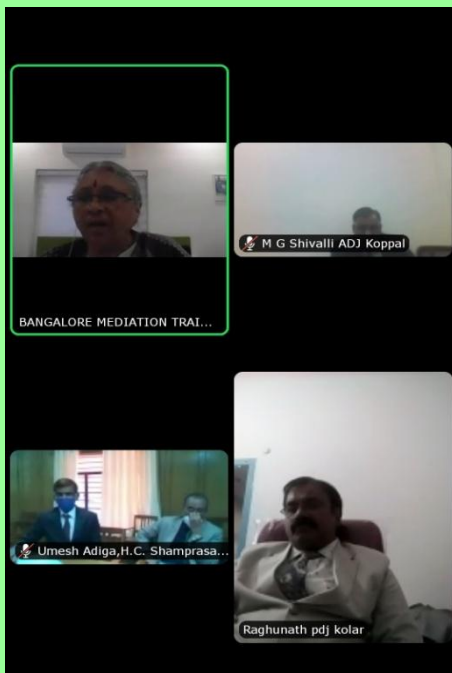 BANGALORE MEDIATION TRAI...
M G Shivalli ADJ Koppal
Umesh Adiga,H.C. Shamprasa...
Raghunath pdj kolar